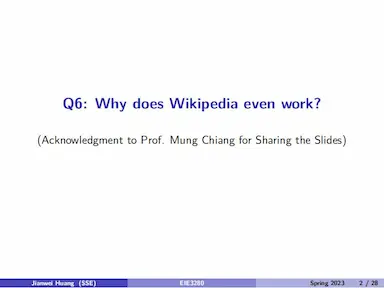 Q6: Why does Wikipedia even work?
(Acknowledgment to Prof. Mung Chiang for Sharing the Slides)
Jianwei Huang (SSE) EIE3280 Spring 2023 2 / 28